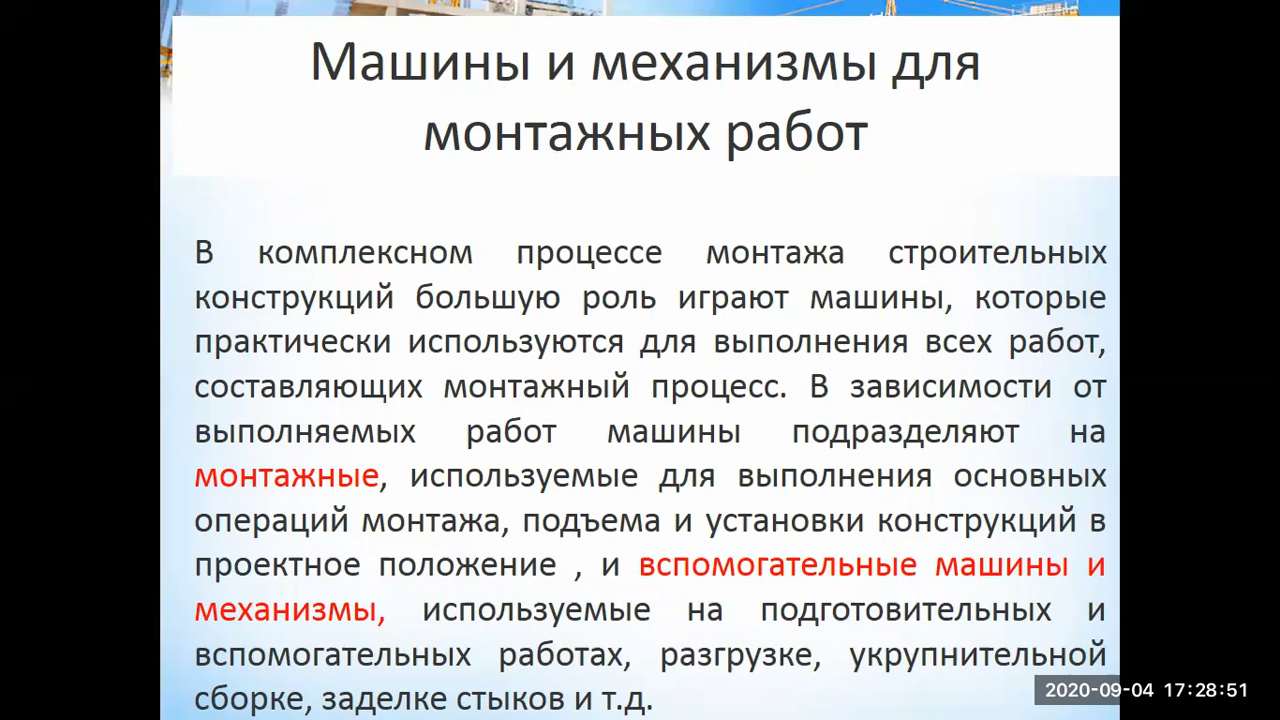 Машины и механизмы для
монтажных работ
В комплексном процессе монтажа строительных
конструкций большую роль играют машины, которые
практически используются для выполнения всех работ,
составляющих монтажный процесс. В зависимости от
выполняемых работ машины подразделяют на
монтажные, используемые для выполнения основных
операций монтажа, подъема и установки конструкций в
проектное положение , и вспомогательные машины и
механизмы, используемые на подготовительных и
вспомогательных работах, разгрузке, укрупнительной
сборке, заделке стыков и т.д.
2020-09-04 17:28:51